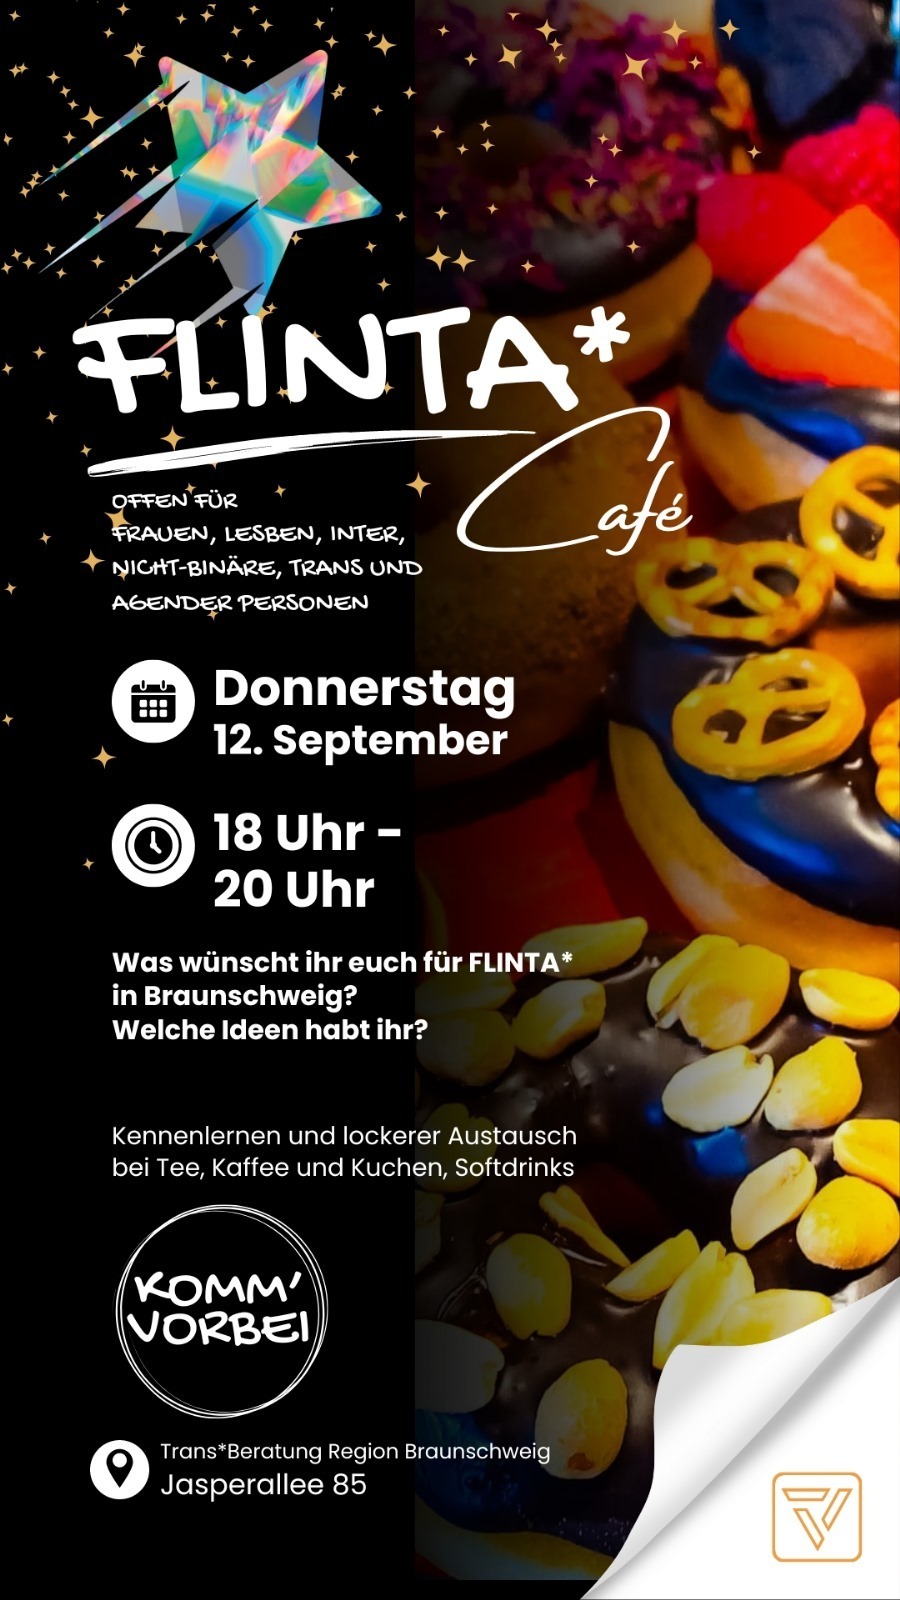 FLINTA*
Café
OFFEN FÜR
FRAUEN, LESBEN, INTER,
NICHT-BINÄRE, TRANS UND
AGENDER PERSONEN
Donnerstag
12. September
18 Uhr -
20 Uhr
Was wünscht ihr euch für FLINTA*
in Braunschweig?
Welche Ideen habt ihr?
Kennenlernen und lockerer Austausch
bei Tee, Kaffee und Kuchen, Softdrinks
KOMM'
VORBEI
Trans*Beratung Region Braunschweig
Jasperallee 85